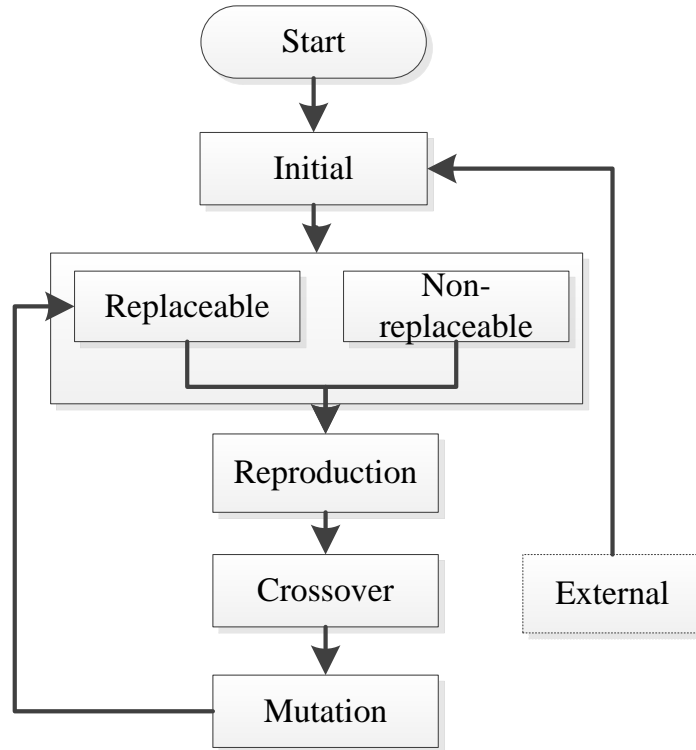 Start
Initial
Replaceable
Non-
replaceable
Reproduction
Crossover
External
Mutation